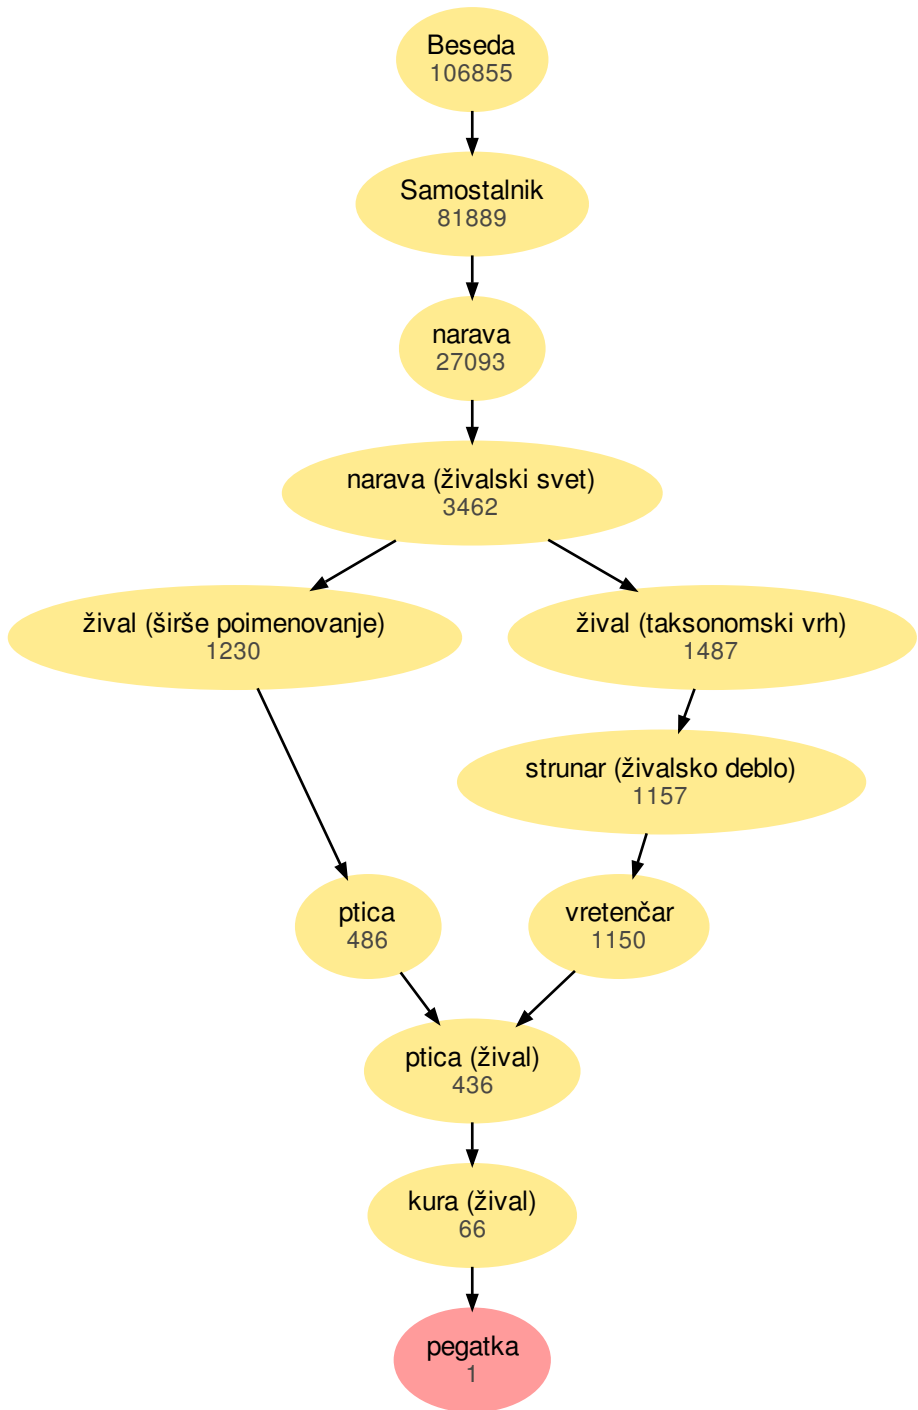 Beseda
106855
Samostalnik
81889
narava
27093
narava (živalski svet)
3462
žival (širše poimenovanje)
1230
žival (taksonomski vrh)
1487
strunar (živalsko deblo)
1157
ptica
486
vretenčar
1150
ptica (žival)
436
kura (žival)
66
pegatka
1